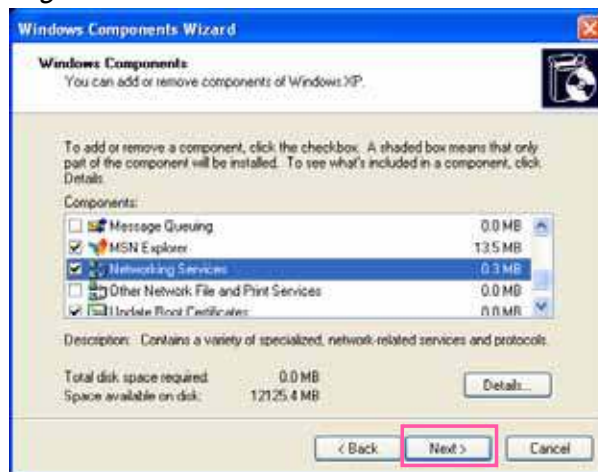 Windows Components Wizard
Windows Components
You can add or remove components of Windows XP.
To add or remove a component, click the checkbox. A shaded box means that only
part of the component will be installed. To see what's included in a component, click
Details.
Components:
Message Queuing 0.0 MB
MSN Explorer 13.5 MB
Networking Services 0.3 MB
Other Network File and Print Services 0.0 MB
Update Root Certificates 0.0 MB
Description: Contains a variety of specialized, network-related services and protocols.
Total disk space required: 0.0 MB
Space available on disk: 12125.4 MB
Details...
< Back Next > Cancel